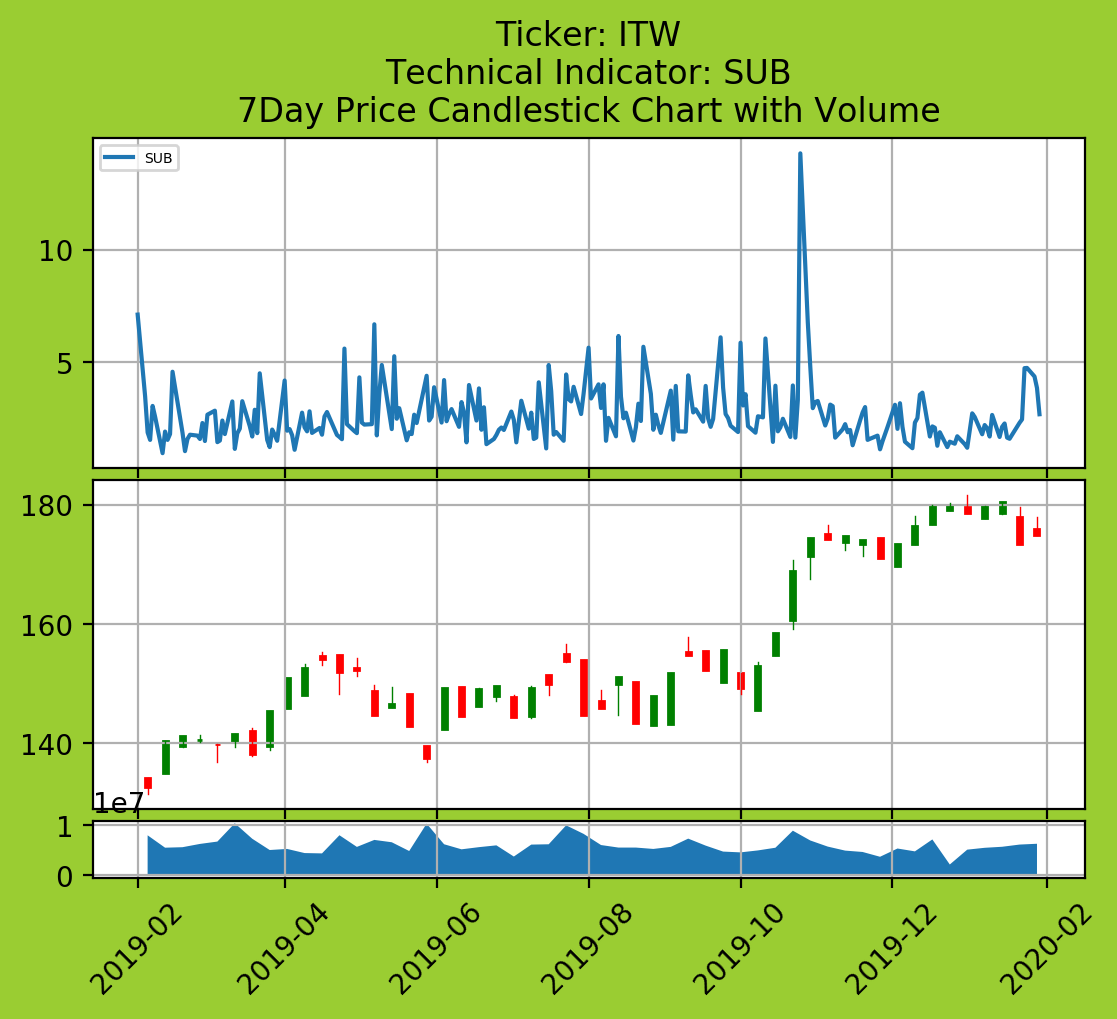 Ticker: ITW
Technical Indicator: SUB
7Day Price Candlestick Chart with Volume
SUB
10
5
180
160
140
1e7
1
0
2019-02
2019-04
2019-06
2019-08
2019-10
2019-12
2020-02